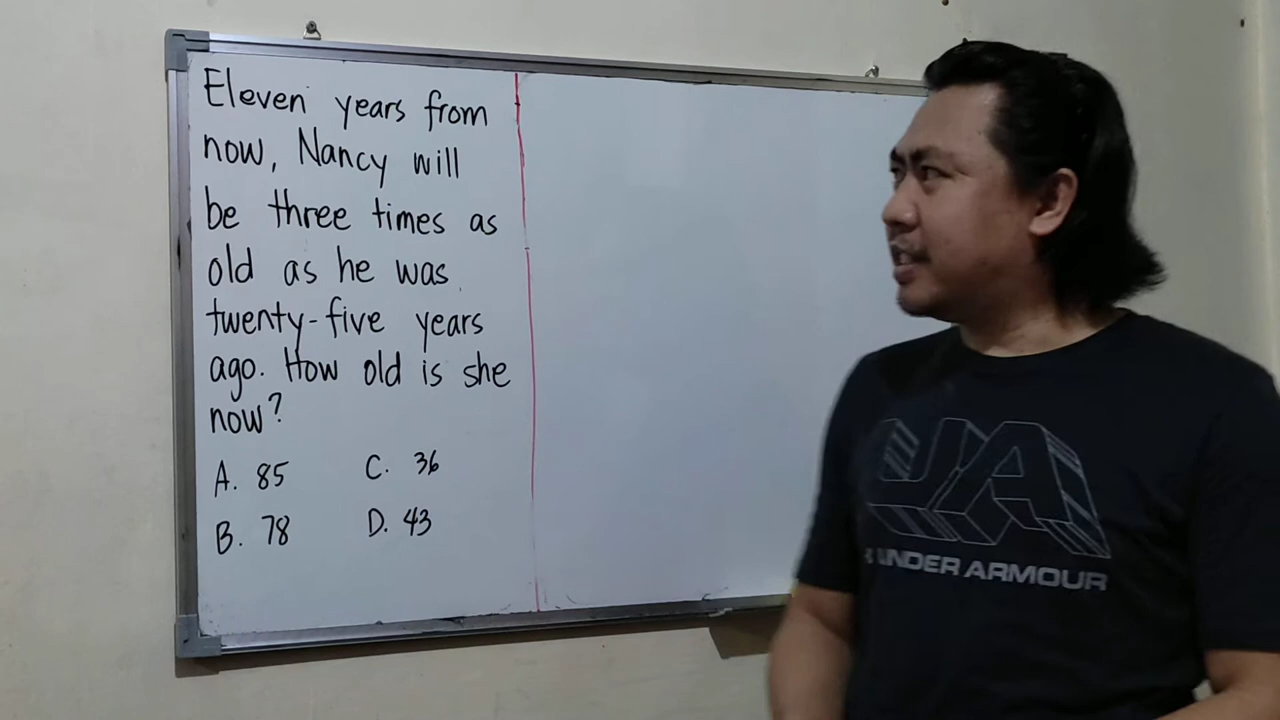 Eleven years from
now, Nancy will
be three times as
old as he was
twenty-five years
ago. How old is she
now?
A. 85 C. 36
B. 78 D. 43
UA
UNDER ARMOUR